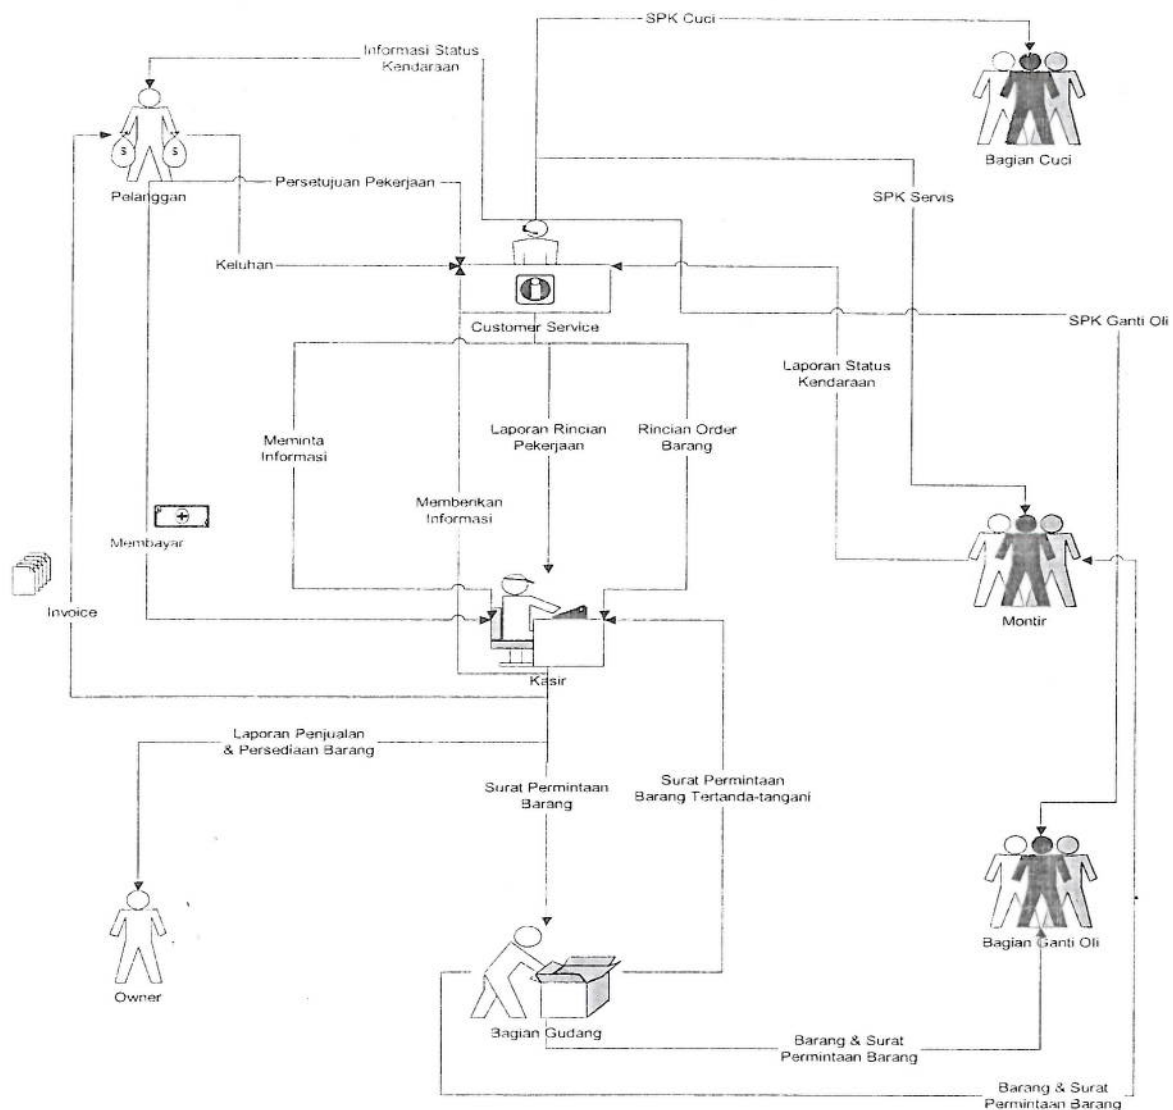 SPK Cuci
Informasi Status
Kendaraan
Bagian Cuci
Pelanggan
Persetujuan Pekerjaan
SPK Servis
Keluhan
Customer Service
SPK Ganti Oli
Laporan Status
Kendaraan
Meminta
Informasi
Laporan Rincian
Pekerjaan
Rincian Order
Barang
Memberikan
Informasi
Membayar
Invoice
Montir
Kasir
Laporan Penjualan
& Persediaan Barang
Surat Permintaan
Barang
Surat Permintaan
Barang Tertanda-tangani
Bagian Ganti Oli
Owner
Bagian Gudang
Barang & Surat
Permintaan Barang
Barang & Surat
Permintaan Barang
$
$